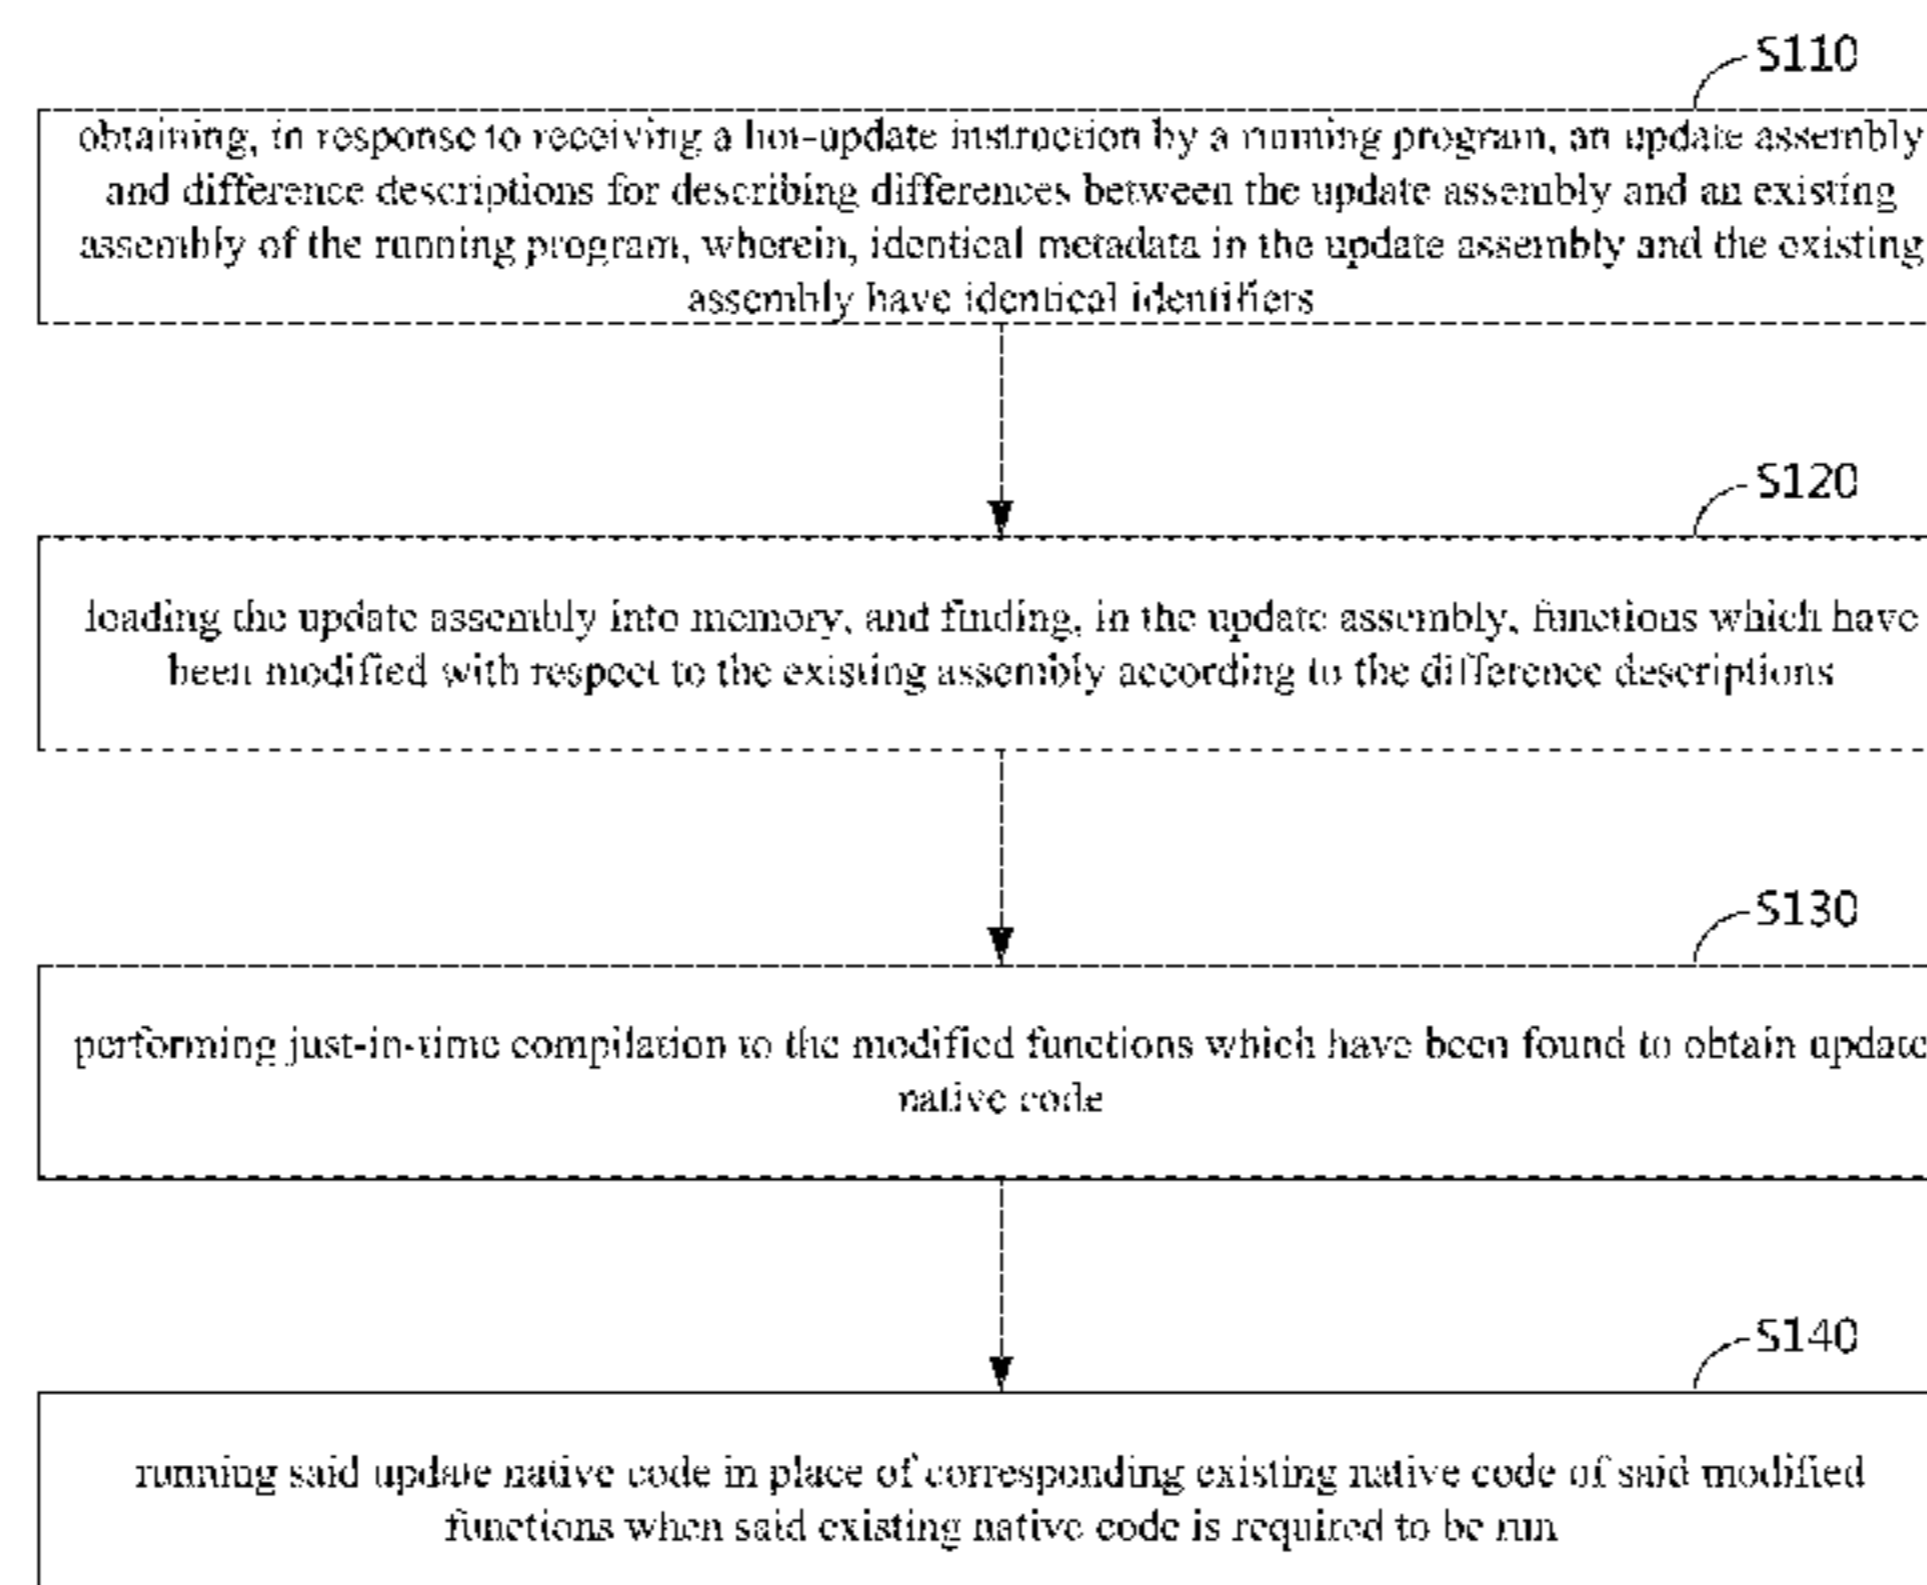 S110
obtaining, in response to receiving a hot-update instruction by a running program, an update assembly
and difference descriptions for describing differences between the update assembly and an existing
assembly of the running program, wherein, identical metadata in the update assembly and the existing
assembly have identical identifiers
S120
loading the update assembly into memory, and finding, in the update assembly, functions which have
been modified with respect to the existing assembly according to the difference descriptions
S130
performing just-in-time compilation to the modified functions which have been found to obtain update
native code
S140
running said update native code in place of corresponding existing native code of said modified
functions when said existing native code is required to be run